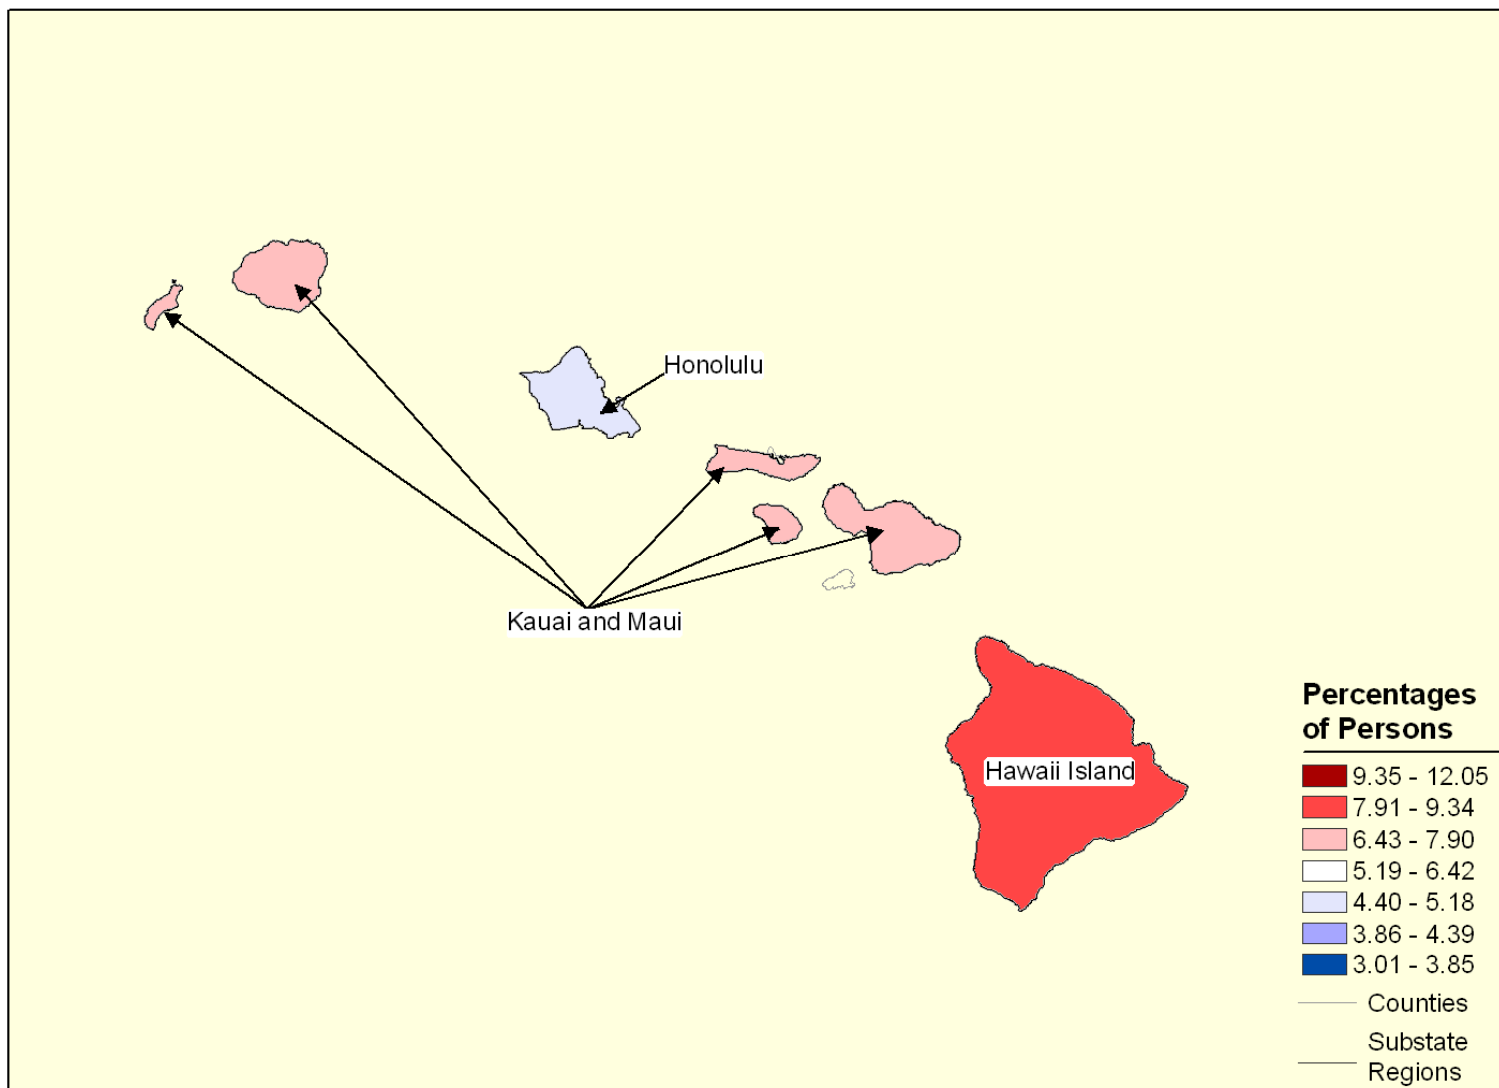 Honolulu
Kauai and Maui
Hawaii Island
Percentages
of Persons
9.35 - 12.05
7.91 - 9.34
6.43 - 7.90
5.19 - 6.42
4.40 - 5.18
3.86 - 4.39
3.01 - 3.85
Counties
Substate
Regions